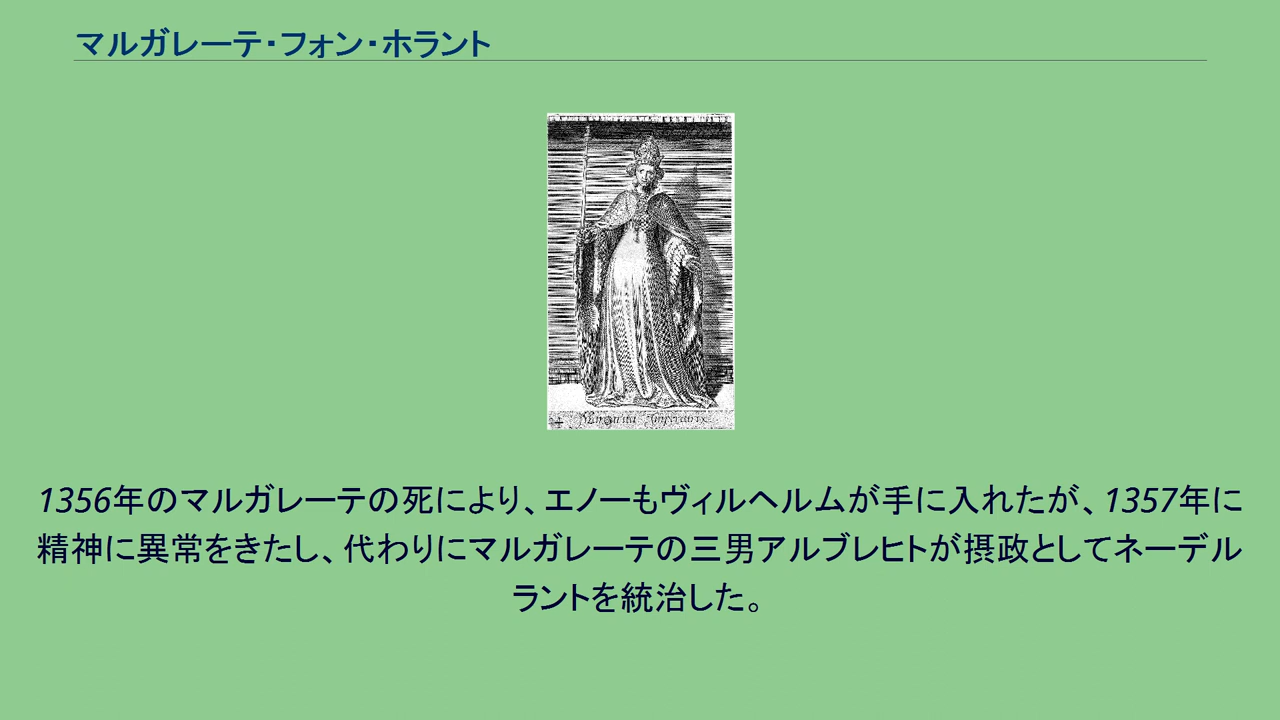 マルガレーテ・フォン・ホラント
Margarita Imperatrix
1356年のマルガレーテの死により、エノーもヴィルヘルムが手に入れたが、1357年に
精神に異常をきたし、代わりにマルガレーテの三男アルブレヒトが摂政としてネーデル
ラントを統治した。